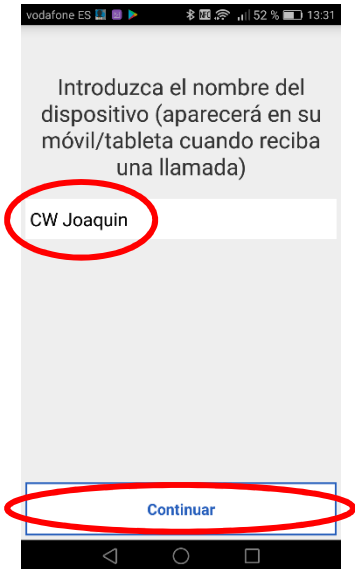 vodafone ES 52 % 13:31
Introduzca el nombre del
dispositivo (aparecerá en su
móvil/tableta cuando reciba
una llamada)
CW Joaquin
Continuar